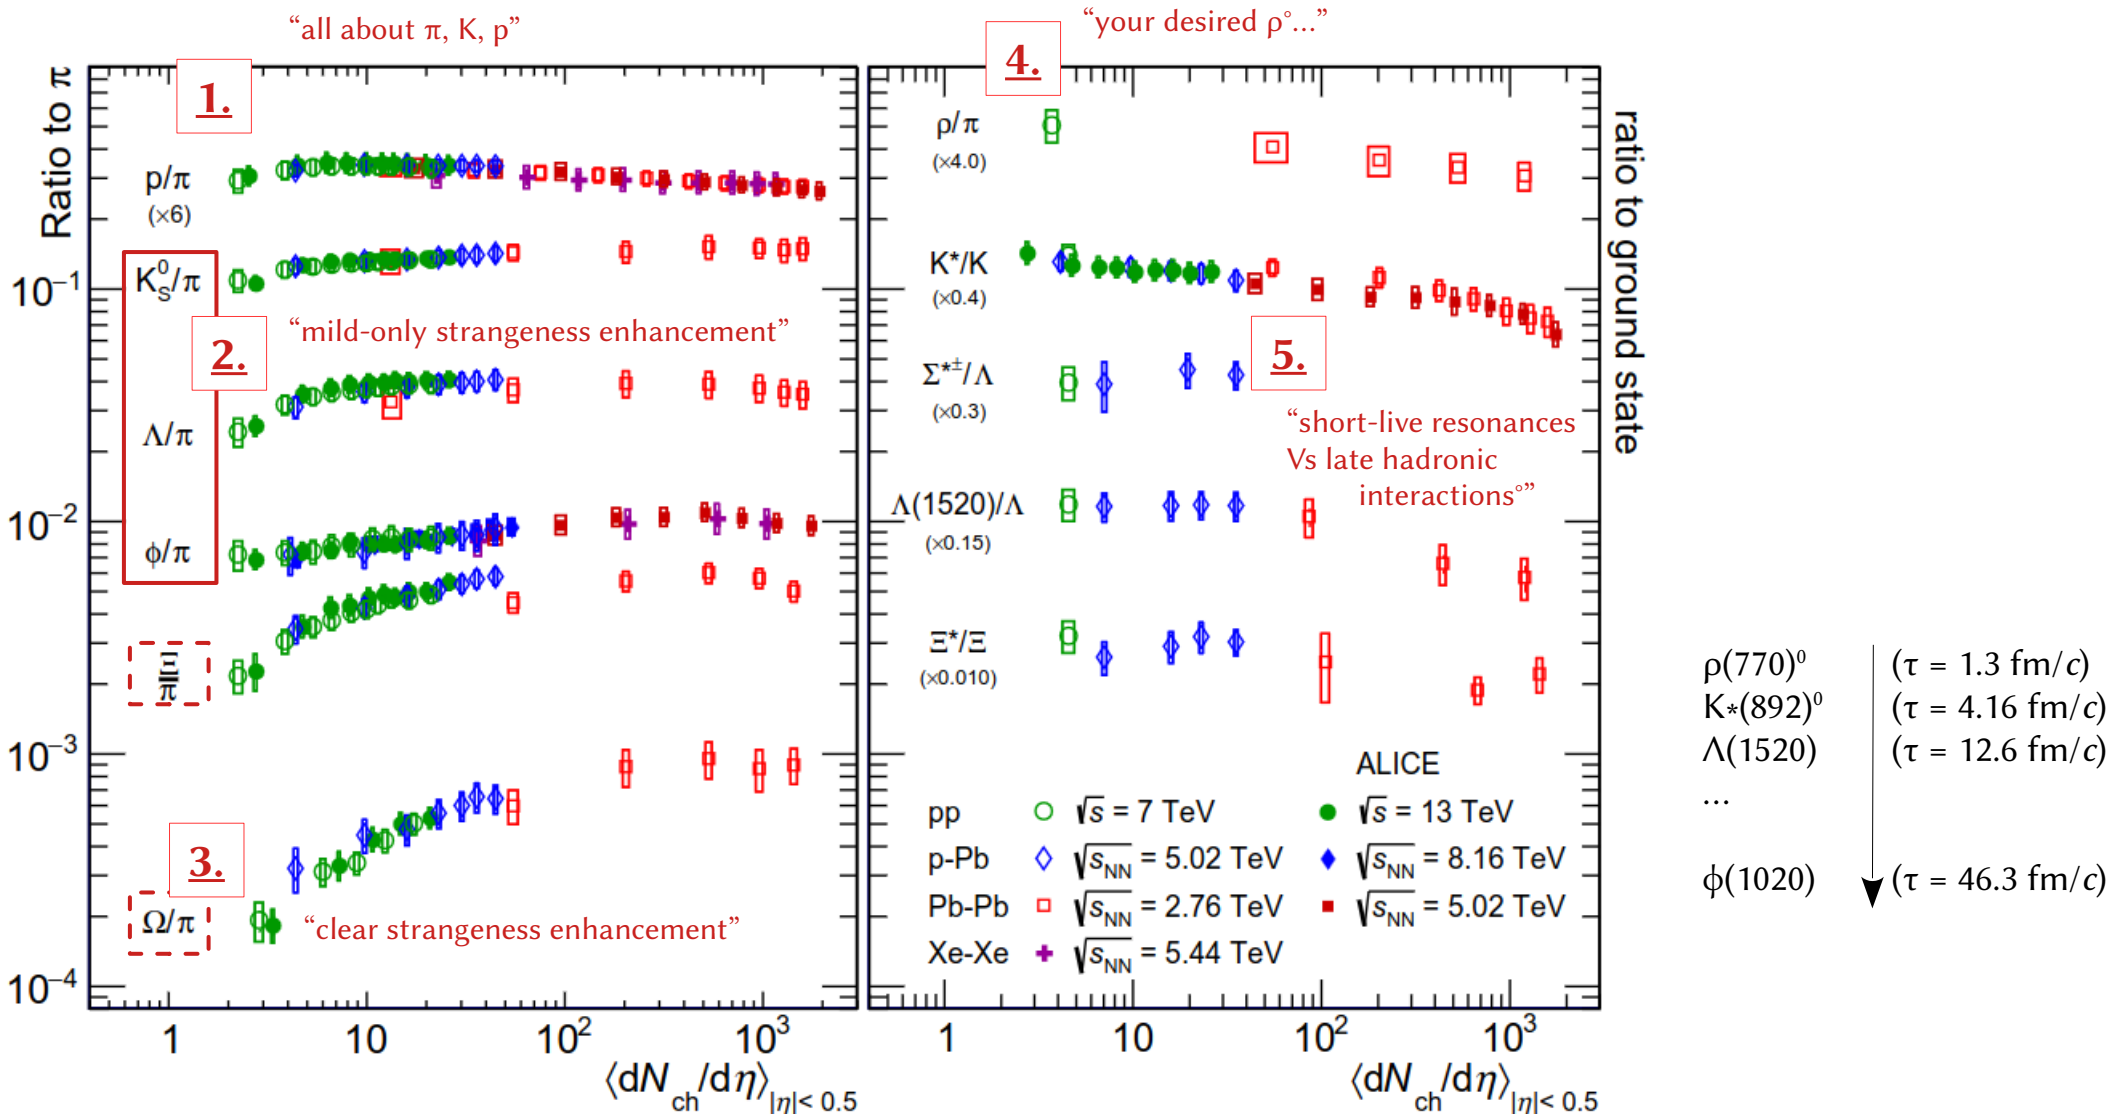 “all about π, K, p”
“your desired ρ°...”
1.
4.
Ratio to π
p/π
(×6)
K⁰S/π
2.
“mild-only strangeness enhancement”
Λ/π
ϕ/π
Ξ/π
3.
Ω/π
“clear strangeness enhancement”
10⁻¹
10⁻²
10⁻³
10⁻⁴
1
10
10²
10³
⟨dNch/dη⟩|η|< 0.5
ρ/π
(×4.0)
K*/K
(×0.4)
Σ*±/Λ
(×0.3)
5.
“short-live resonances
Vs late hadronic
interactions°”
Λ(1520)/Λ
(×0.15)
Ξ*/Ξ
(×0.010)
ALICE
pp √s = 7 TeV √s = 13 TeV
p-Pb √sNN = 5.02 TeV √sNN = 8.16 TeV
Pb-Pb √sNN = 2.76 TeV √sNN = 5.02 TeV
Xe-Xe √sNN = 5.44 TeV
1
10
10²
10³
⟨dNch/dη⟩|η|< 0.5
ratio to ground state
ρ(770)⁰ (τ = 1.3 fm/c)
K*(892)⁰ (τ = 4.16 fm/c)
Λ(1520) (τ = 12.6 fm/c)
...
ϕ(1020) (τ = 46.3 fm/c)